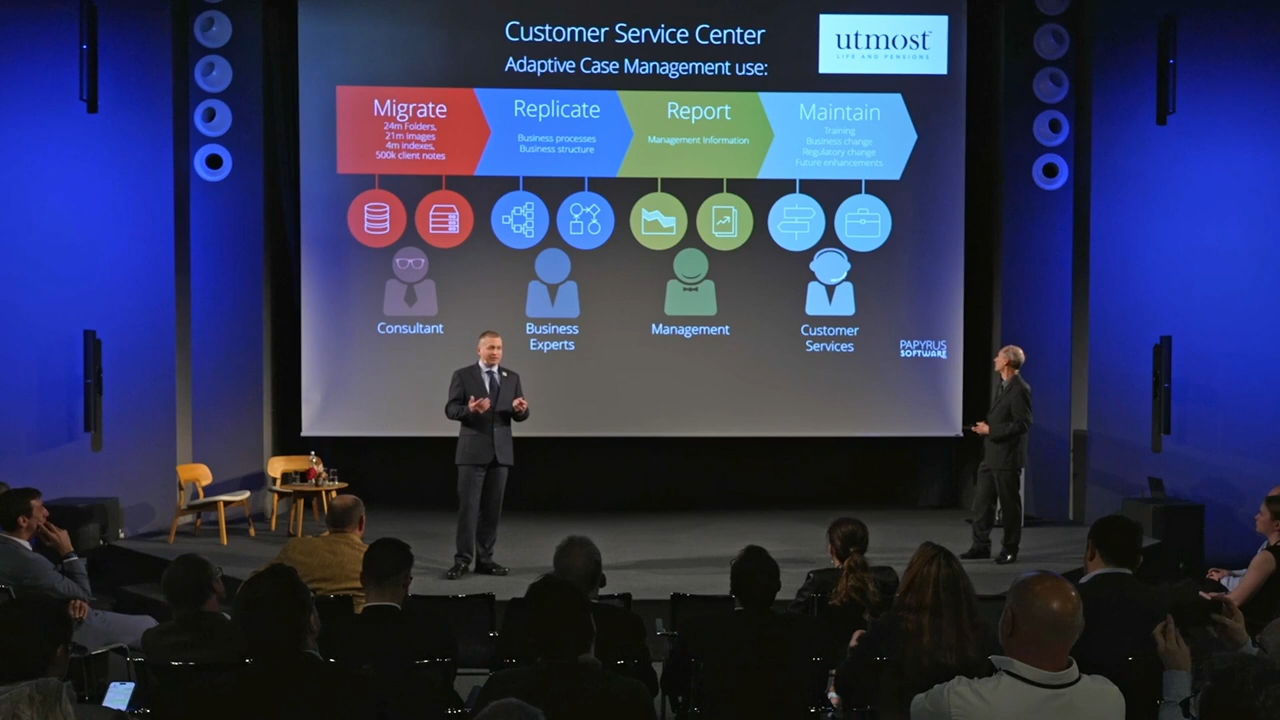 Customer Service Center
Adaptive Case Management use:
utmost
LIFE AND PENSIONS
Migrate
24m Folders,
21m images
4m indexes,
500k client notes
Replicate
Business processes
Business structure
Report
Management Information
Maintain
Training
Business change
Regulatory change
Future enhancements
Consultant
Business
Experts
Management
Customer
Services
PAPYRUS
SOFTWARE